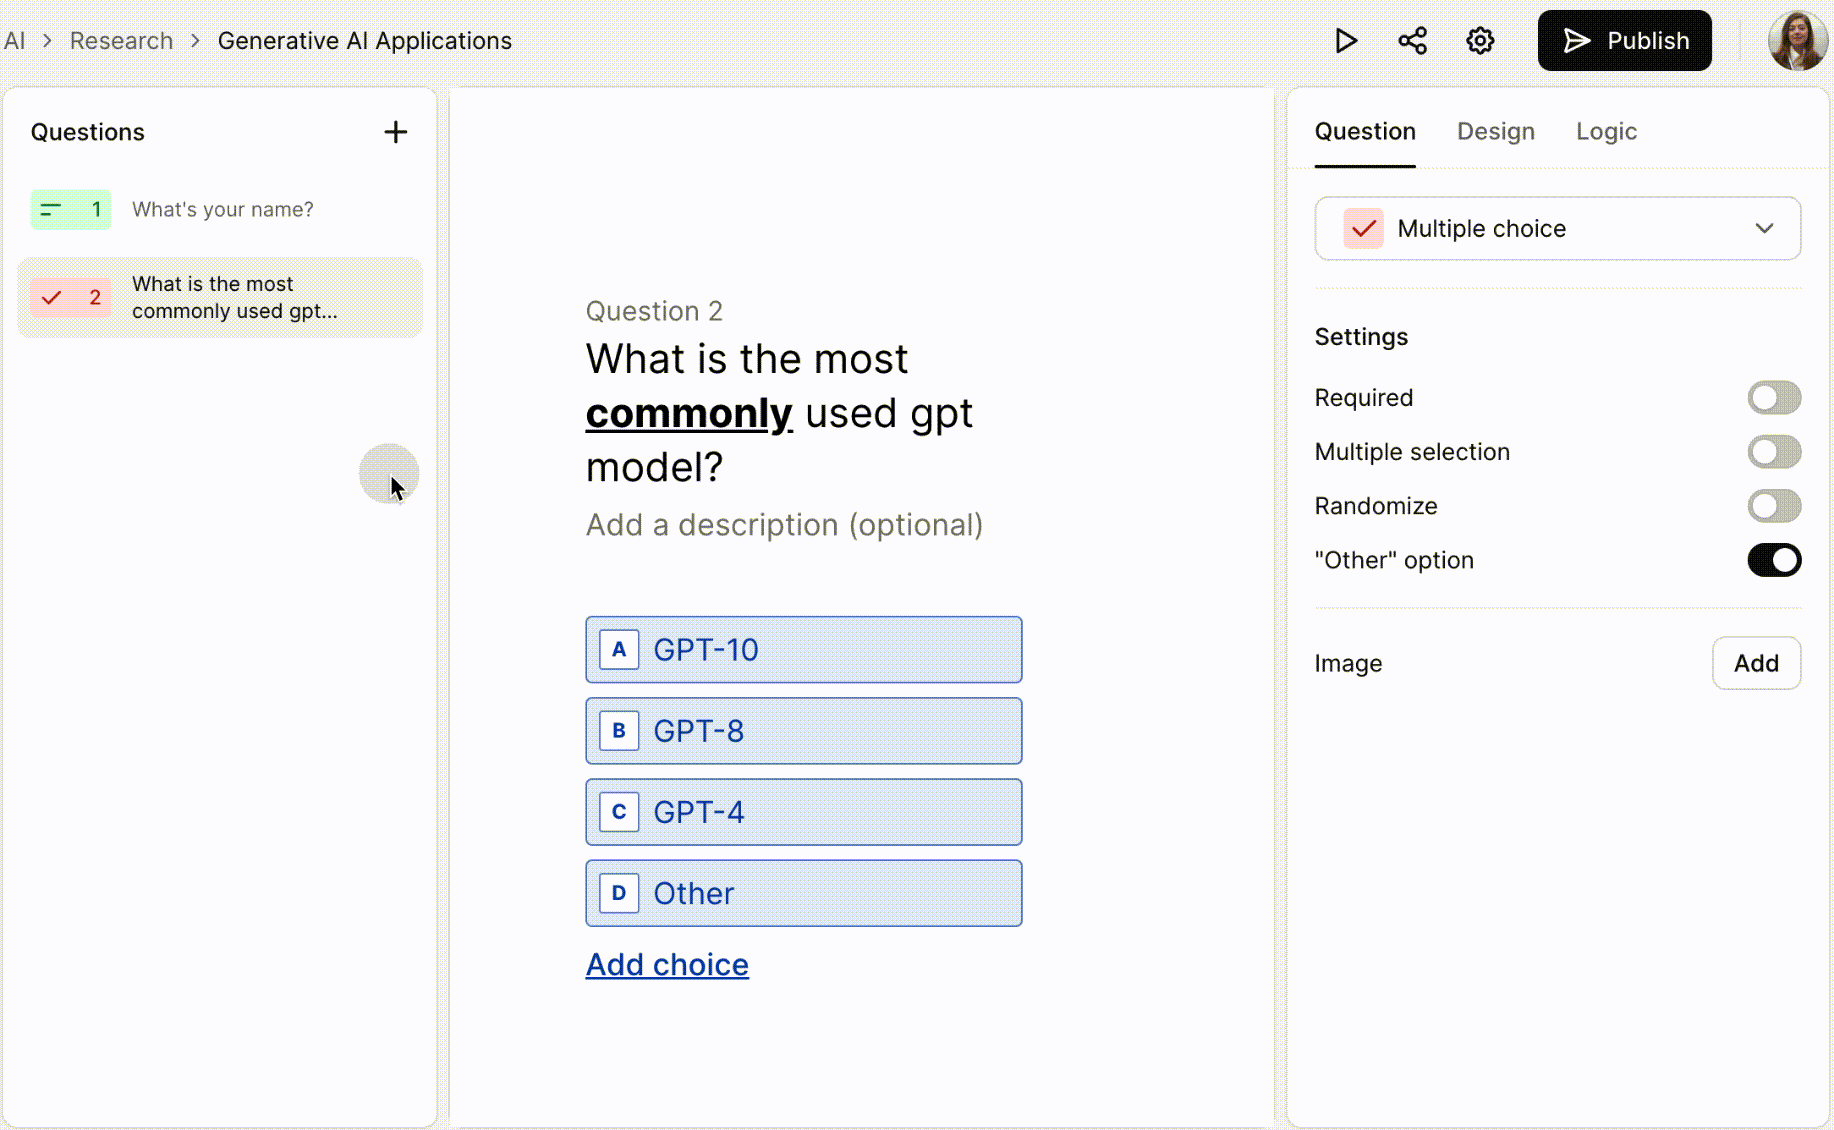 AI > Research > Generative AI Applications
Publish
Questions
1 What's your name?
2 What is the most
commonly used gpt...
Question 2
What is the most
commonly used gpt
model?
Add a description (optional)
A GPT-10
B GPT-8
C GPT-4
D Other
Add choice
Question Design Logic
Multiple choice
Settings
Required
Multiple selection
Randomize
"Other" option
Image Add